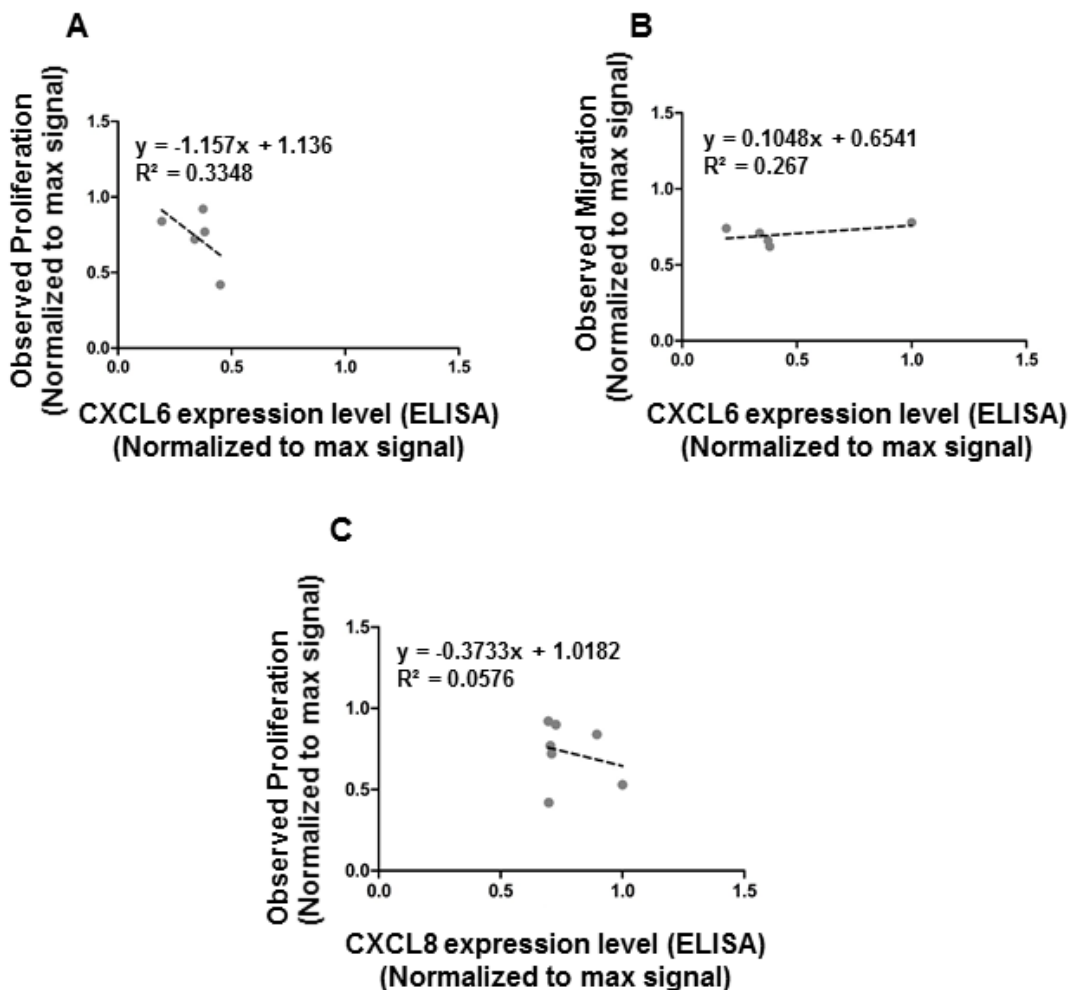 A
Observed Proliferation
(Normalized to max signal)
1.5
1.0
0.5
0.0
y = -1.157x + 1.136
R² = 0.3348
0.0 0.5 1.0 1.5
CXCL6 expression level (ELISA)
(Normalized to max signal)
B
Observed Migration
(Normalized to max signal)
1.5
1.0
0.5
0.0
y = 0.1048x + 0.6541
R² = 0.267
0.0 0.5 1.0 1.5
CXCL6 expression level (ELISA)
(Normalized to max signal)
C
Observed Proliferation
(Normalized to max signal)
1.5
1.0
0.5
0.0
y = -0.3733x + 1.0182
R² = 0.0576
0.0 0.5 1.0 1.5
CXCL8 expression level (ELISA)
(Normalized to max signal)